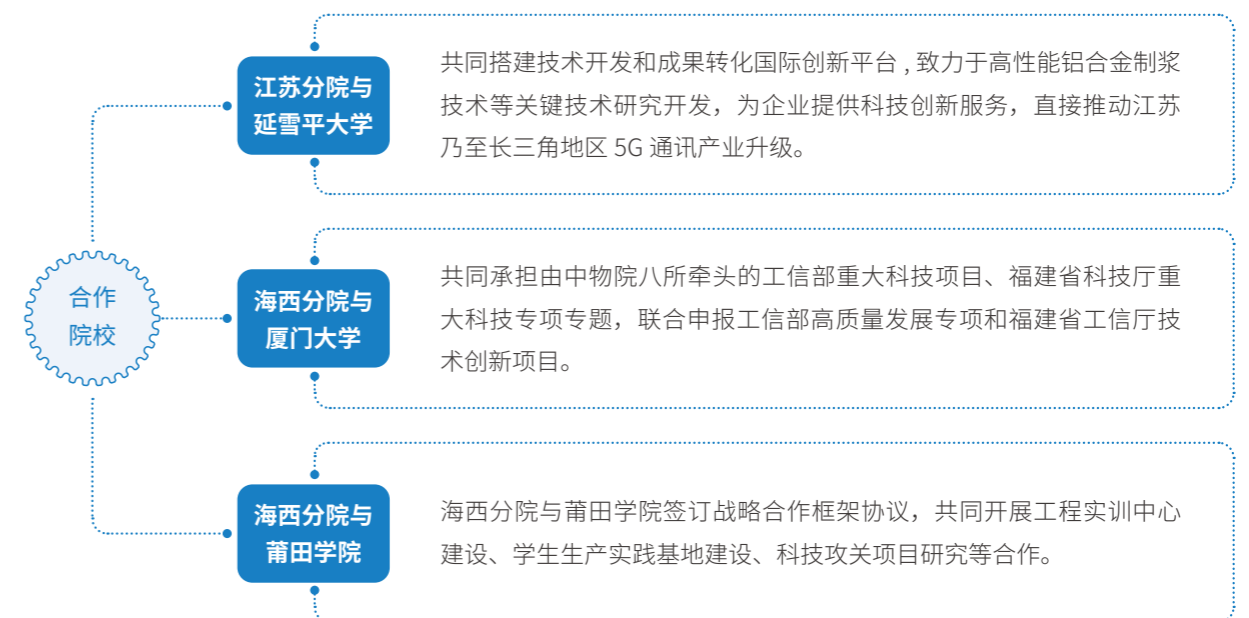 江苏分院与
延雪平大学
共同搭建技术开发和成果转化国际创新平台 , 致力于高性能铝合金制浆
技术等关键技术研究开发，为企业提供科技创新服务，直接推动江苏
乃至长三角地区 5G 通讯产业升级。
合作
院校
海西分院与
厦门大学
共同承担由中物院八所牵头的工信部重大科技项目、福建省科技厅重
大科技专项专题，联合申报工信部高质量发展专项和福建省工信厅技
术创新项目。
海西分院与
莆田学院
海西分院与莆田学院签订战略合作框架协议，共同开展工程实训中心
建设、学生生产实践基地建设、科技攻关项目研究等合作。